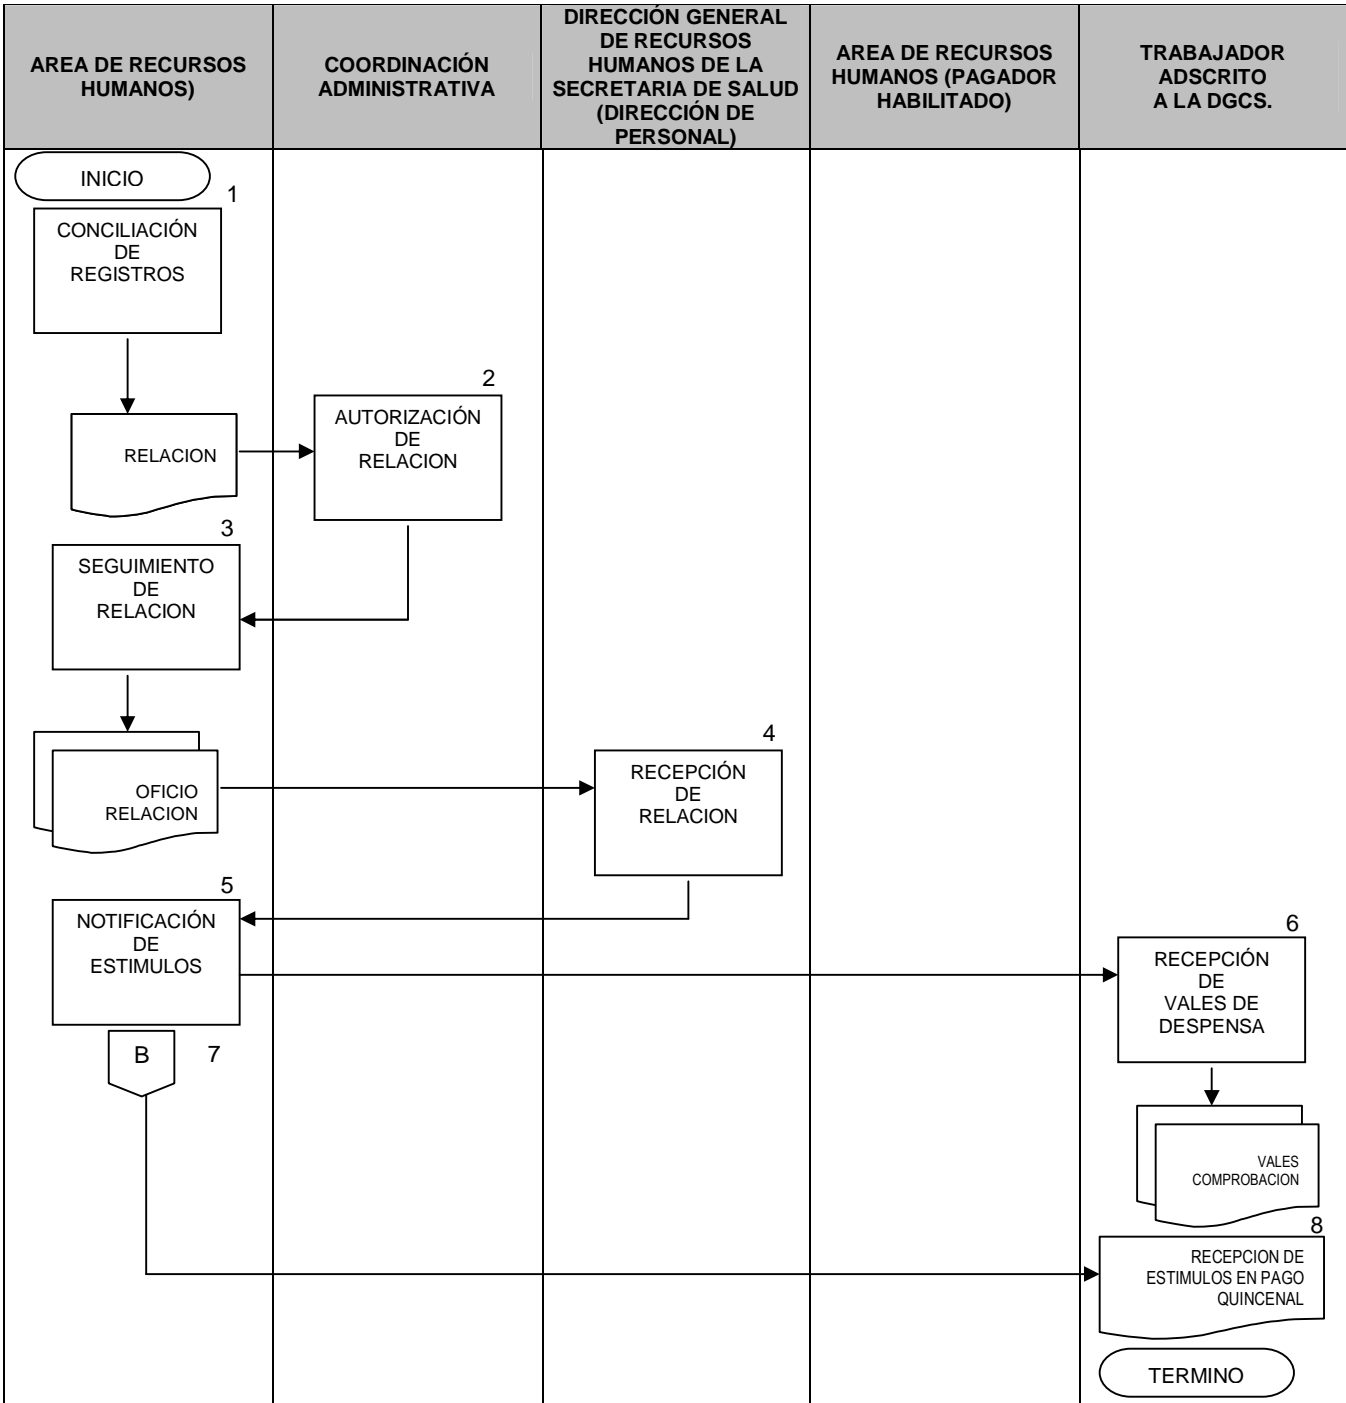 AREA DE RECURSOS
HUMANOS)
COORDINACIÓN
ADMINISTRATIVA
DIRECCIÓN GENERAL
DE RECURSOS
HUMANOS DE LA
SECRETARIA DE SALUD
(DIRECCIÓN DE
PERSONAL)
AREA DE RECURSOS
HUMANOS (PAGADOR
HABILITADO)
TRABAJADOR
ADSCRITO
A LA DGCS.
INICIO
1
CONCILIACIÓN
DE
REGISTROS
RELACION
2
AUTORIZACIÓN
DE
RELACION
3
SEGUIMIENTO
DE
RELACION
OFICIO
RELACION
4
RECEPCIÓN
DE
RELACION
5
NOTIFICACIÓN
DE
ESTIMULOS
6
RECEPCIÓN
DE
VALES DE
DESPENSA
B
7
VALES
COMPROBACION
8
RECEPCION DE
ESTIMULOS EN PAGO
QUINCENAL
TERMINO